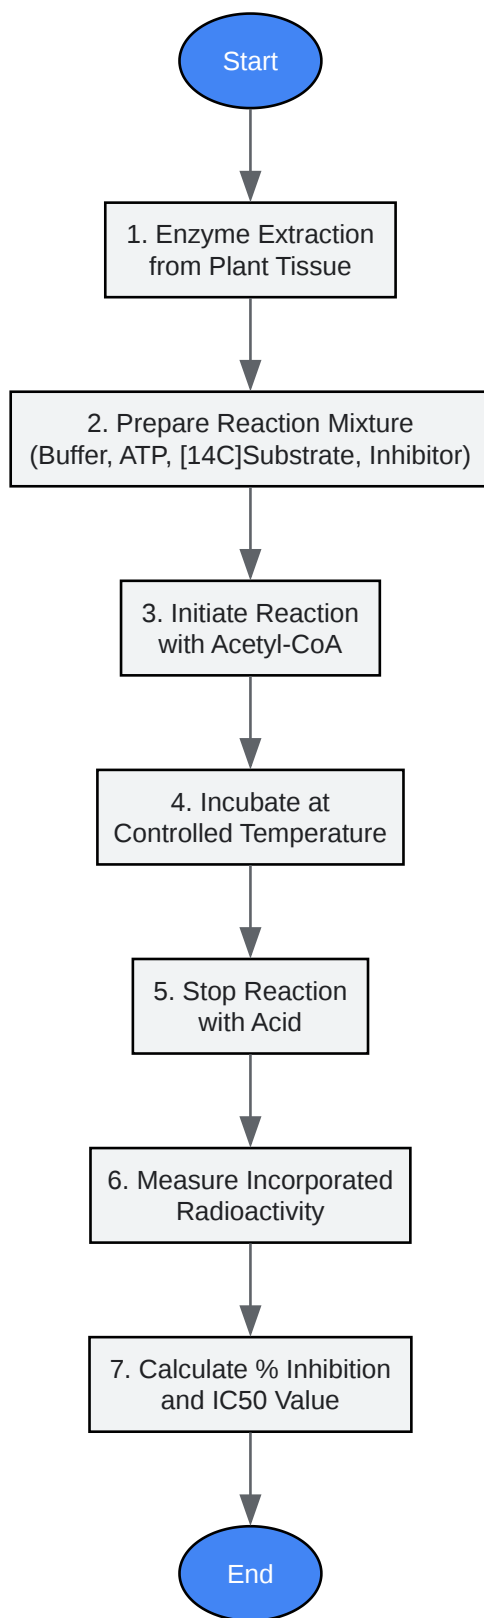 Start
1. Enzyme Extraction
from Plant Tissue
2. Prepare Reaction Mixture
(Buffer, ATP, [14C]Substrate, Inhibitor)
3. Initiate Reaction
with Acetyl-CoA
4. Incubate at
Controlled Temperature
5. Stop Reaction
with Acid
6. Measure Incorporated
Radioactivity
7. Calculate % Inhibition
and IC50 Value
End